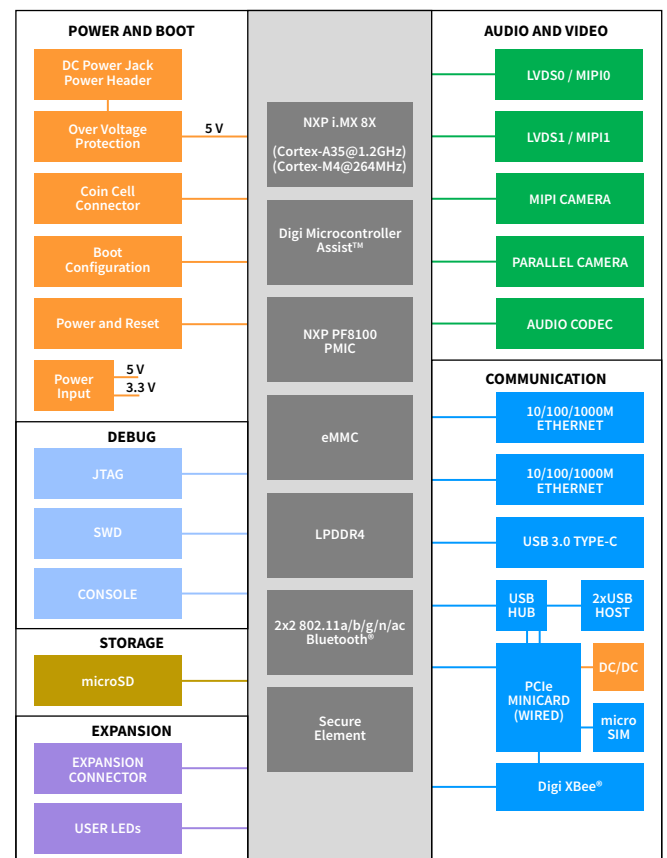 POWER AND BOOT
DC Power Jack
Power Header
Over Voltage
Protection
5 V
Coin Cell
Connector
Boot
Configuration
Power and Reset
Power
Input
5 V
3.3 V
DEBUG
JTAG
SWD
CONSOLE
STORAGE
microSD
EXPANSION
EXPANSION
CONNECTOR
USER LEDs
NXP i.MX 8X
(Cortex-A35@1.2GHz)
(Cortex-M4@264MHz)
Digi Microcontroller
Assist™
NXP PF8100
PMIC
eMMC
LPDDR4
2x2 802.11a/b/g/n/ac
Bluetooth®
Secure
Element
AUDIO AND VIDEO
LVDS0 / MIPI0
LVDS1 / MIPI1
MIPI CAMERA
PARALLEL CAMERA
AUDIO CODEC
COMMUNICATION
10/100/1000M
ETHERNET
10/100/1000M
ETHERNET
USB 3.0 TYPE-C
USB
HUB
2xUSB
HOST
PCIe
MINICARD
(WIRED)
DC/DC
micro
SIM
Digi XBee®